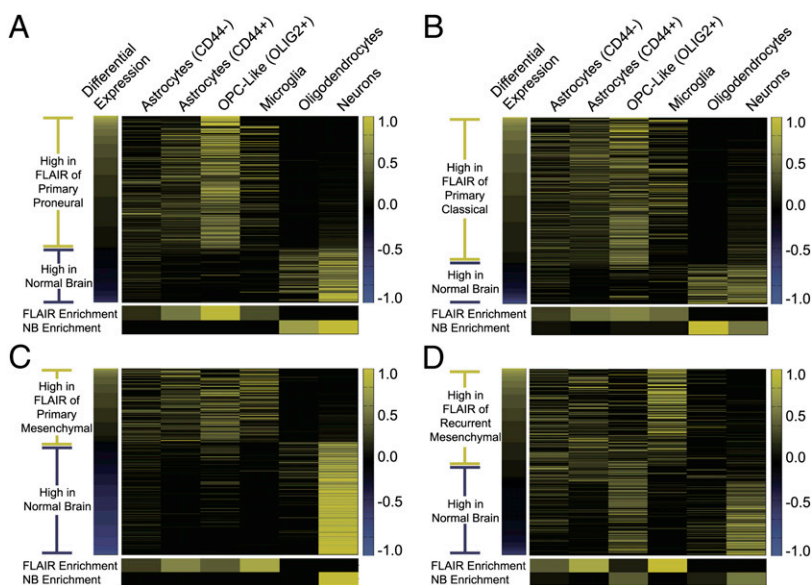 A
Differential
Expression
Astrocytes (CD44-)
Astrocytes (CD44+)
OPC-Like (OLIG2+)
Microglia
Oligodendrocytes
Neurons
High in
FLAIR of
Primary
Proneural
High in
Normal Brain
FLAIR Enrichment
NB Enrichment
1.0
0.5
0
-0.5
-1.0
B
Differential
Expression
Astrocytes (CD44-)
Astrocytes (CD44+)
OPC-Like (OLIG2+)
Microglia
Oligodendrocytes
Neurons
High in
FLAIR of
Primary
Classical
High in
Normal Brain
FLAIR Enrichment
NB Enrichment
1.0
0.5
0
-0.5
-1.0
C
High in
FLAIR of
Primary
Mesenchymal
High in
Normal Brain
FLAIR Enrichment
NB Enrichment
1.0
0.5
0
-0.5
-1.0
D
High in
FLAIR of
Recurrent
Mesenchymal
High in
Normal Brain
FLAIR Enrichment
NB Enrichment
1.0
0.5
0
-0.5
-1.0